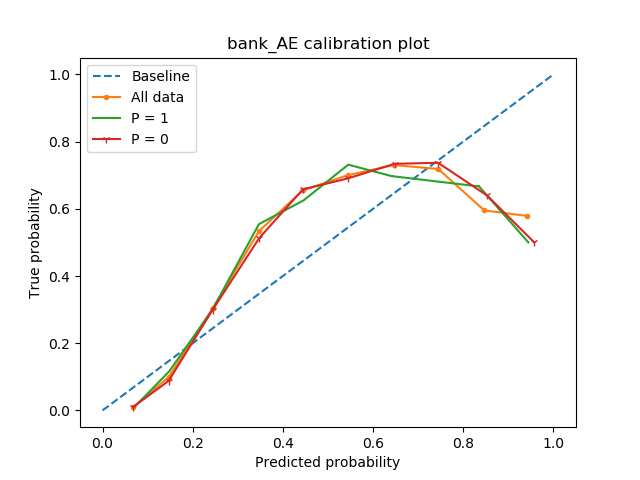 bank_AE calibration plot
Baseline
All data
P = 1
P = 0
True probability
1.0
0.8
0.6
0.4
0.2
0.0
0.0 0.2 0.4 0.6 0.8 1.0
Predicted probability